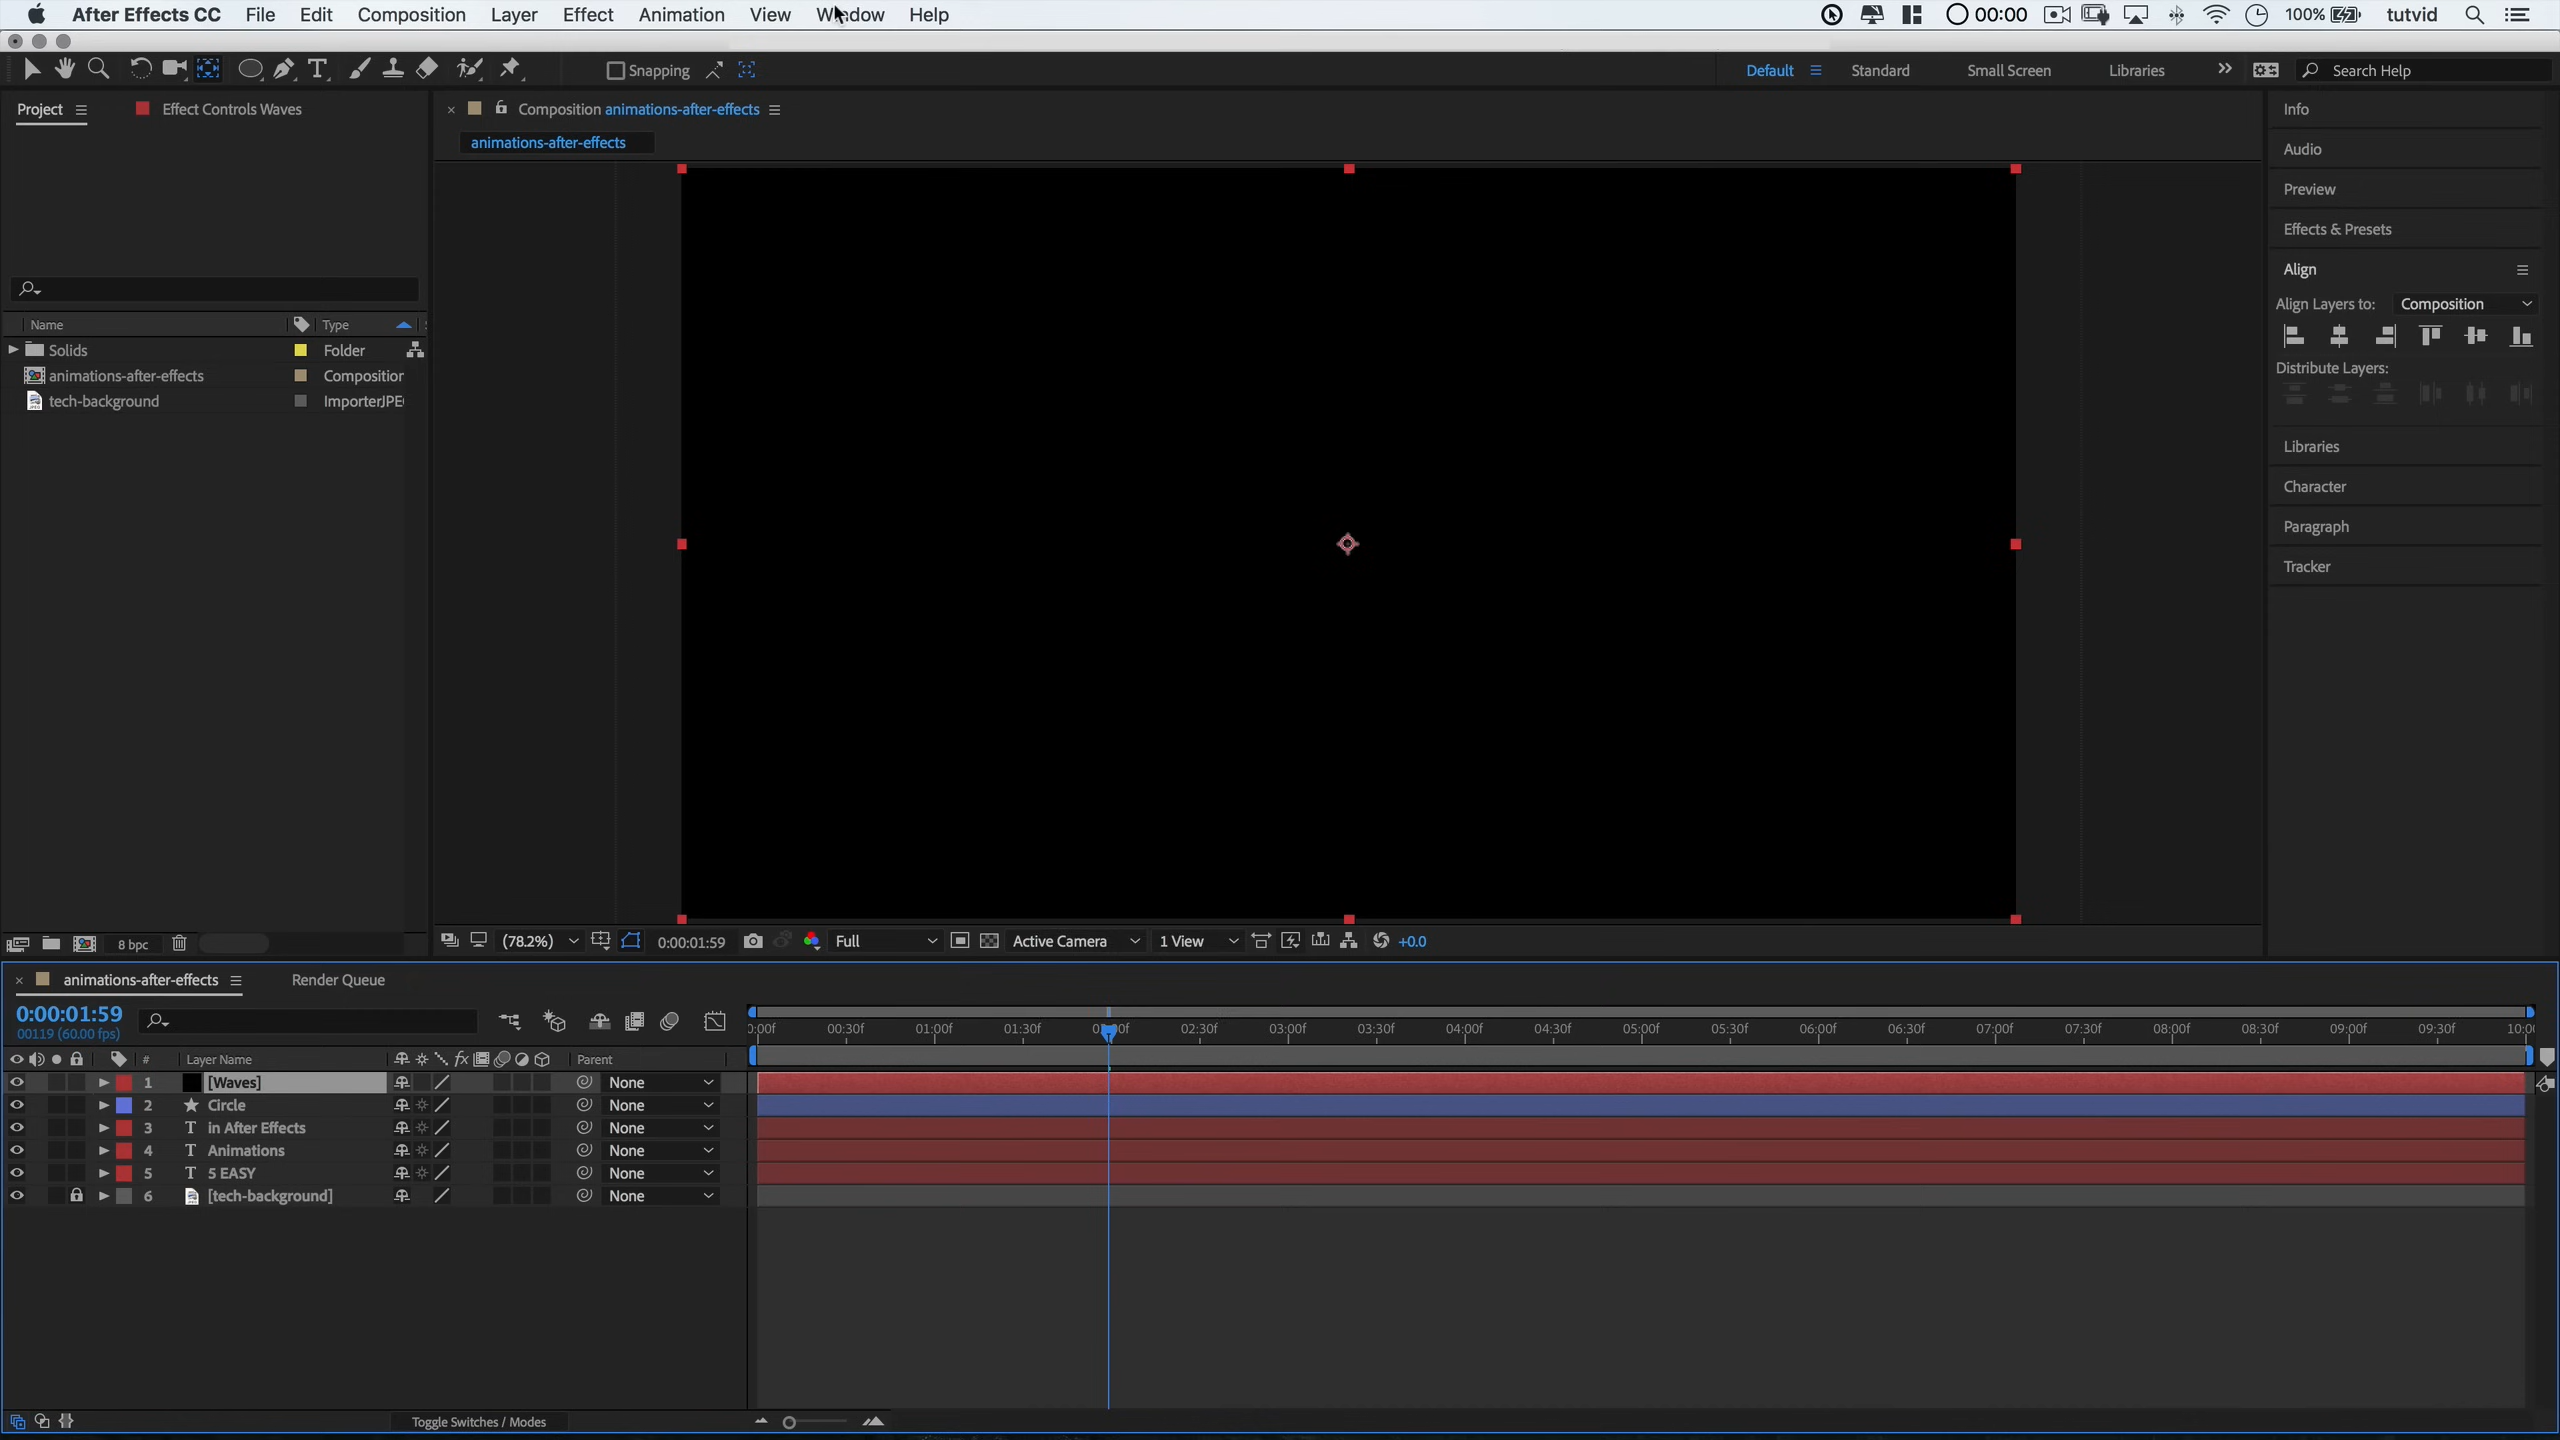 After Effects CC File Edit Composition Layer Effect Animation View Window Help 00:00 100% tutvid
Snapping Default Standard Small Screen Libraries Search Help
Project Effect Controls Waves Composition animations-after-effects Info
animations-after-effects
Audio
Preview
Effects & Presets
Align
Align Layers to: Composition
Name Type
Solids Folder
Distribute Layers:
animations-after-effects Composition
tech-background ImporterJPE
Libraries
Character
Paragraph
Tracker
8 bpc (78.2%) 0:00:01:59 Full Active Camera 1 View +0.0
animations-after-effects Render Queue
0:00:01:59
00119 (60.00 fps)
0:00f 00:30f 01:00f 01:30f 02:30f 03:00f 03:30f 04:00f 04:30f 05:00f 05:30f 06:00f 06:30f 07:00f 07:30f 08:00f 08:30f 09:00f 09:30f 10:0
# Layer Name fx Parent
1 [Waves] None
2 Circle None
3 T in After Effects None
4 T Animations None
5 T 5 EASY None
6 [tech-background] None
Toggle Switches / Modes